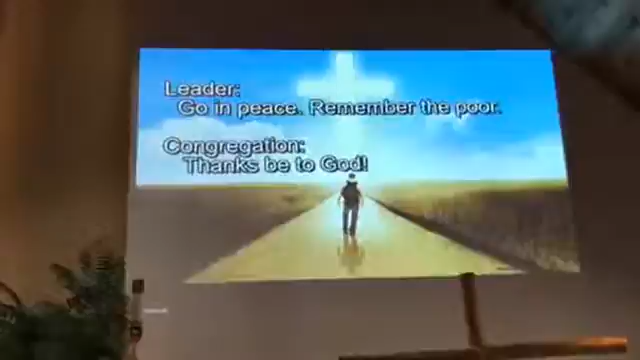 Leader:
Go in peace. Remember the poor.
Congregation:
Thanks be to God!